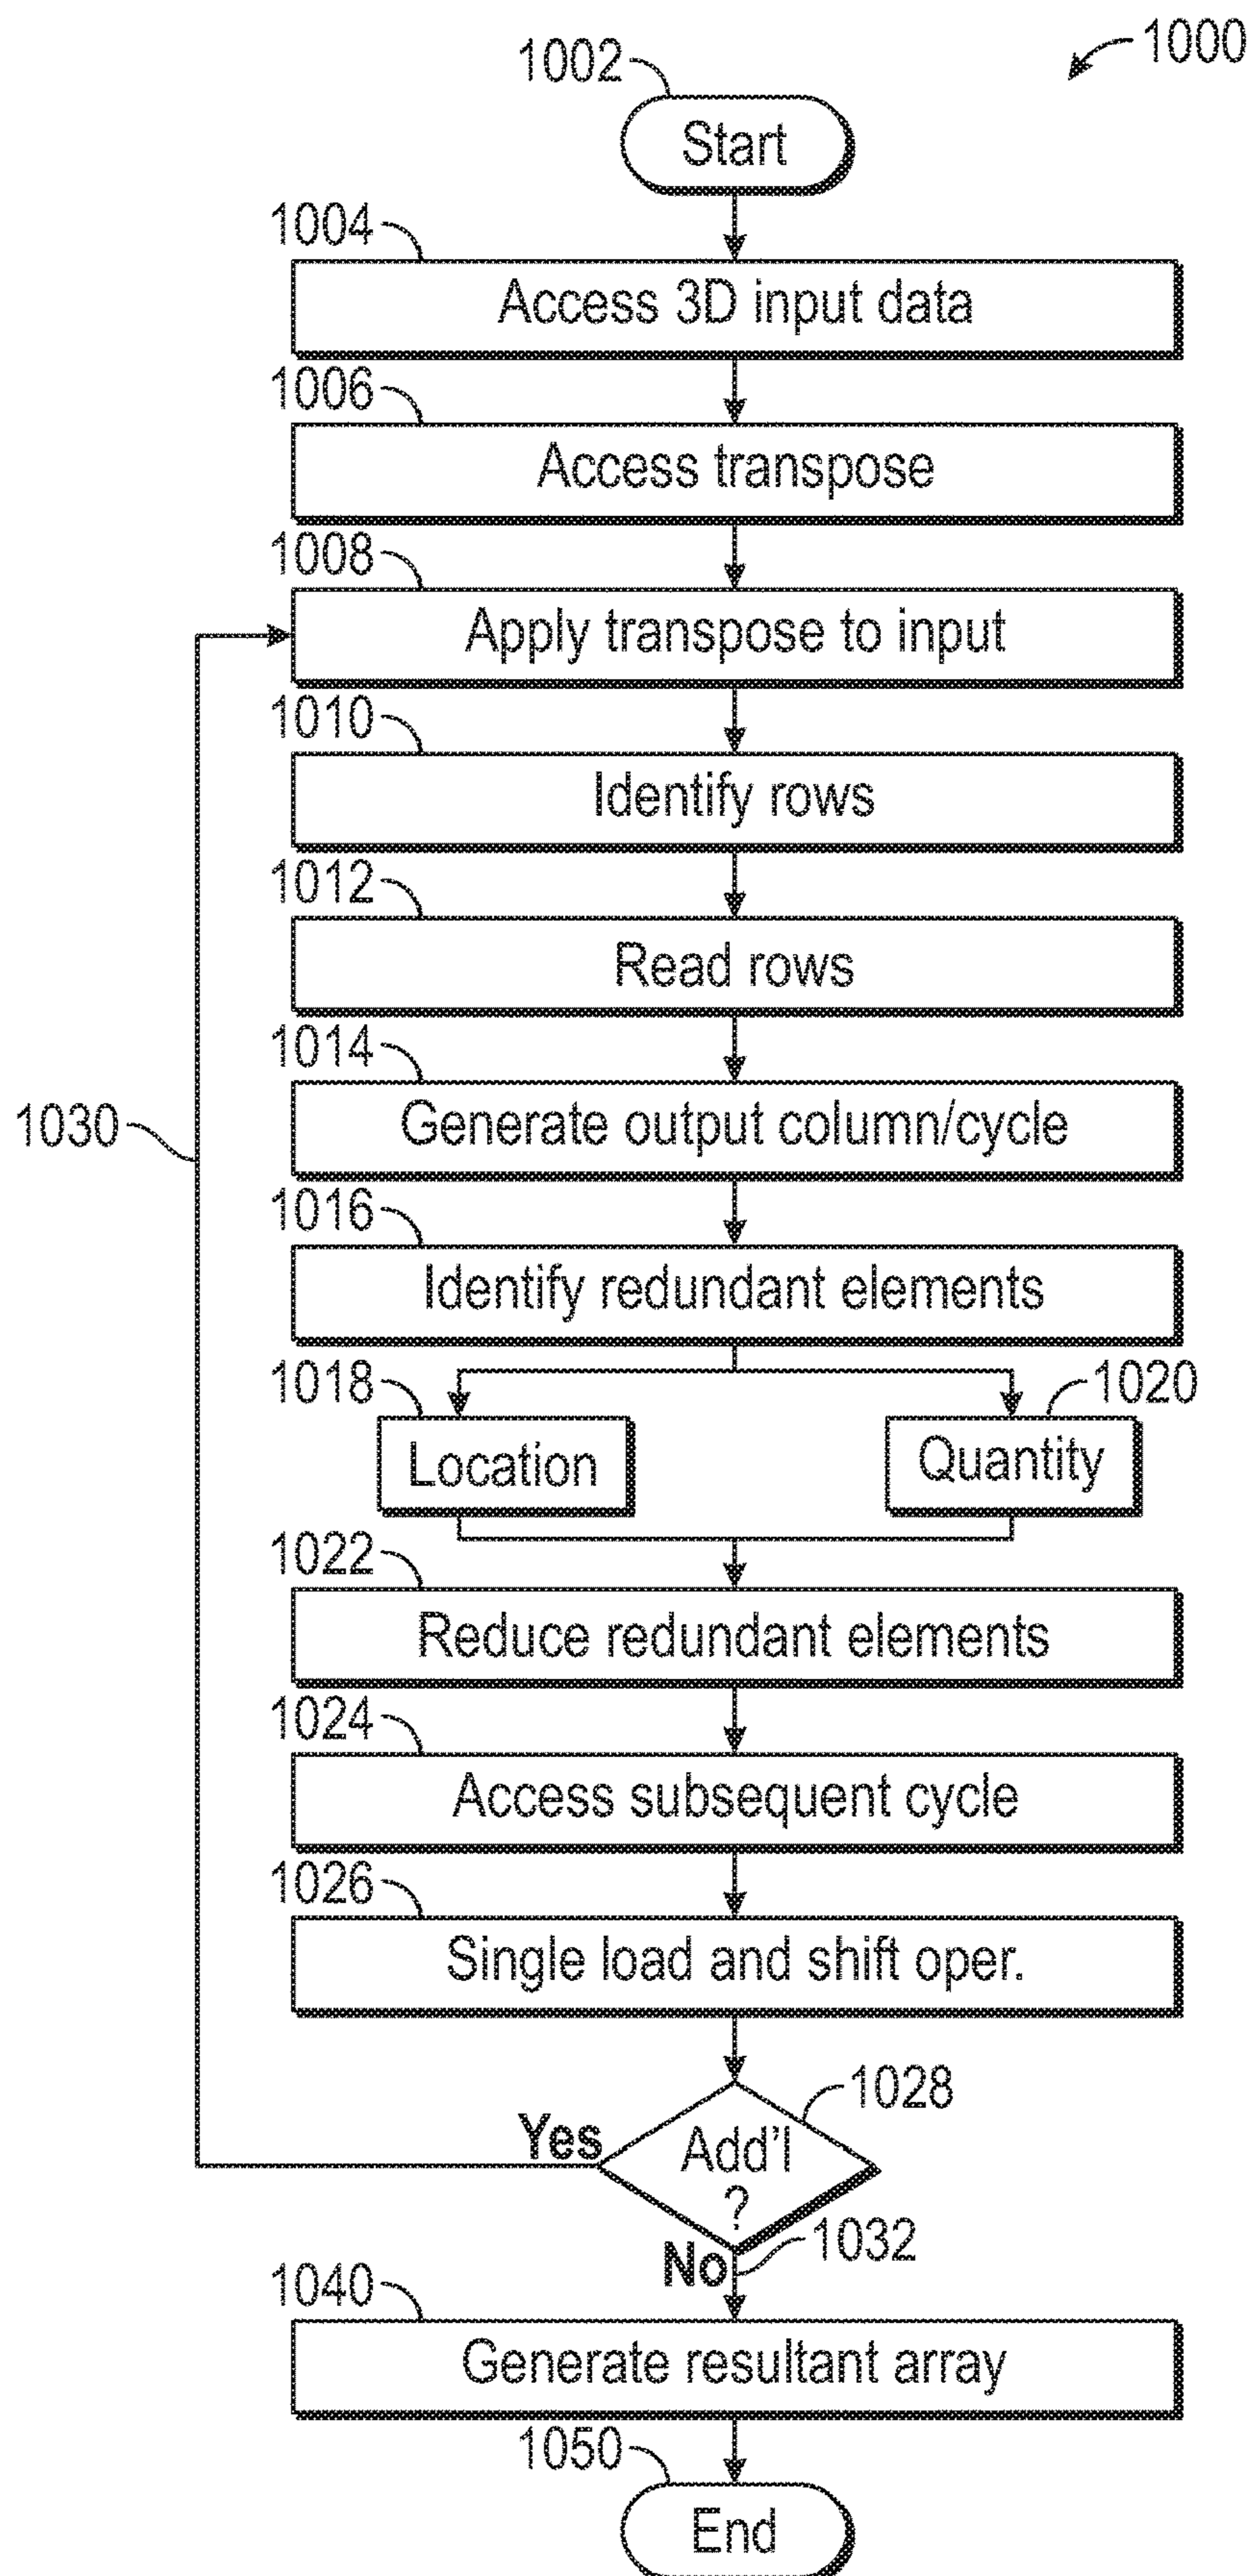 1000
1002
Start
1004
Access 3D input data
1006
Access transpose
1008
Apply transpose to input
1010
Identify rows
1012
Read rows
1014
Generate output column/cycle
1030
1016
Identify redundant elements
1018
Location
1020
Quantity
1022
Reduce redundant elements
1024
Access subsequent cycle
1026
Single load and shift oper.
1028
Add'l
?
Yes
No
1032
1040
Generate resultant array
1050
End